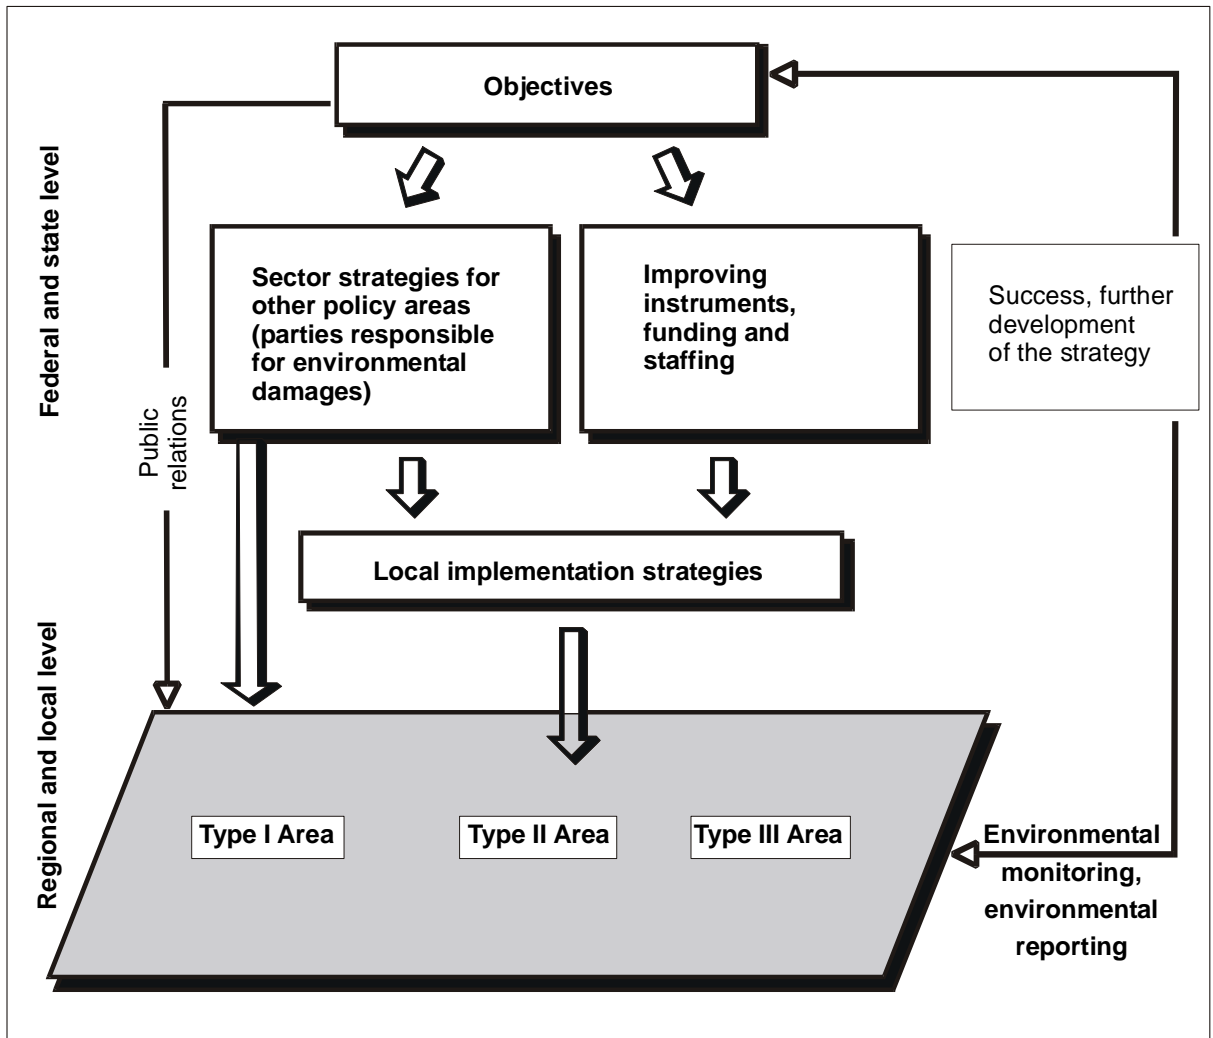 Objectives
Federal and state level
Sector strategies for
other policy areas
(parties responsible
for environmental
damages)
Improving
instruments,
funding and
staffing
Success, further
development
of the strategy
Public
relations
Local implementation strategies
Regional and local level
Type I Area
Type II Area
Type III Area
Environmental
monitoring,
environmental
reporting